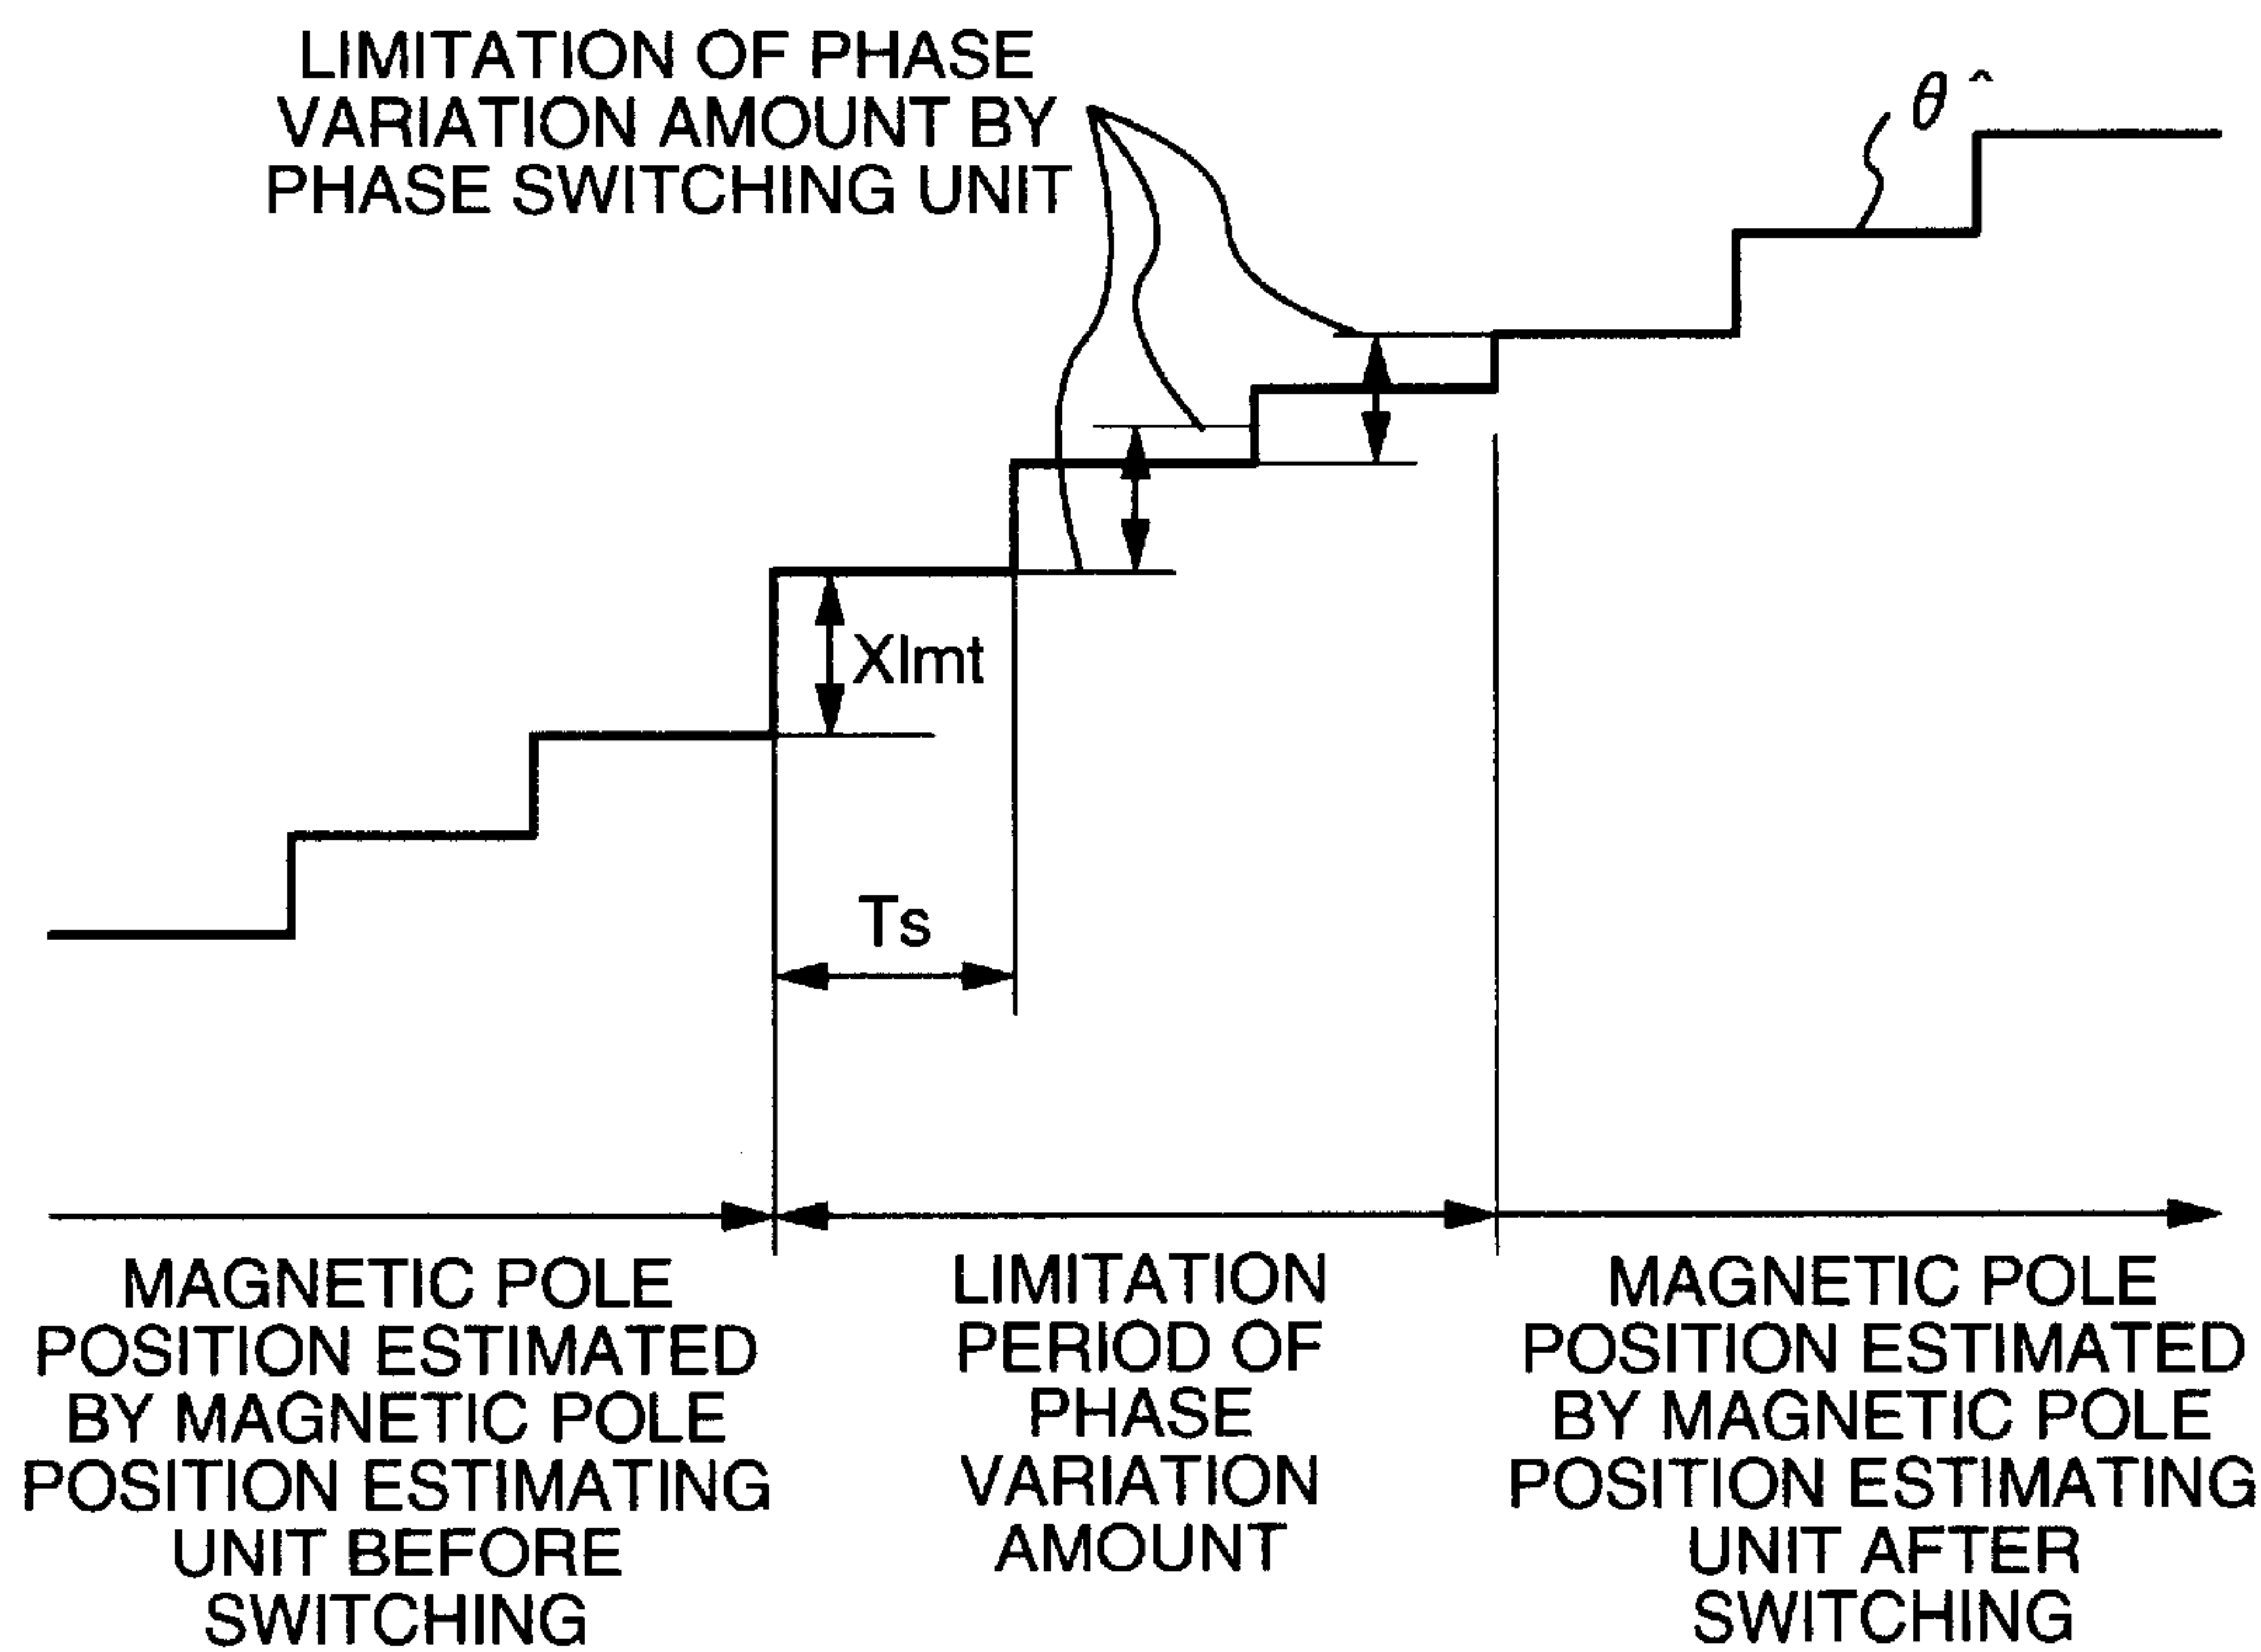 LIMITATION OF PHASE
VARIATION AMOUNT BY
PHASE SWITCHING UNIT
θ^
Xlmt
Ts
MAGNETIC POLE
POSITION ESTIMATED
BY MAGNETIC POLE
POSITION ESTIMATING
UNIT BEFORE
SWITCHING
LIMITATION
PERIOD OF
PHASE
VARIATION
AMOUNT
MAGNETIC POLE
POSITION ESTIMATED
BY MAGNETIC POLE
POSITION ESTIMATING
UNIT AFTER
SWITCHING